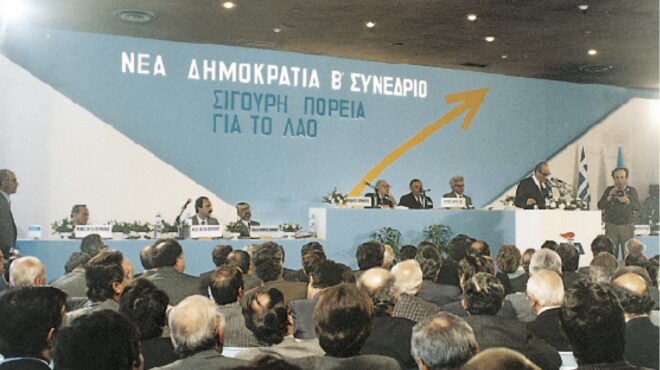 ΝΕΑ ΔΗΜΟΚΡΑΤΙΑ Β' ΣΥΝΕΔΡΙΟ
ΣΙΓΟΥΡΗ ΠΟΡΕΙΑ
ΓΙΑ ΤΟ ΛΑΟ